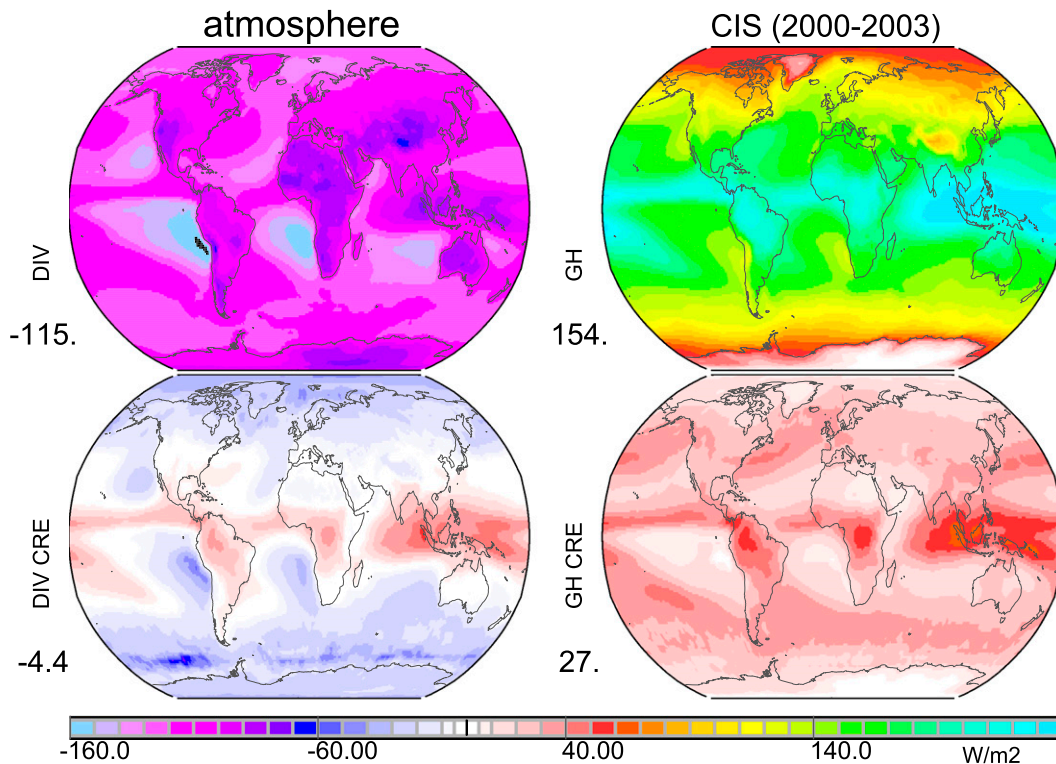 atmosphere
CIS (2000-2003)
DIV
-115.
GH
154.
DIV CRE
-4.4
GH CRE
27.
-160.0 -60.00 40.00 140.0 W/m2